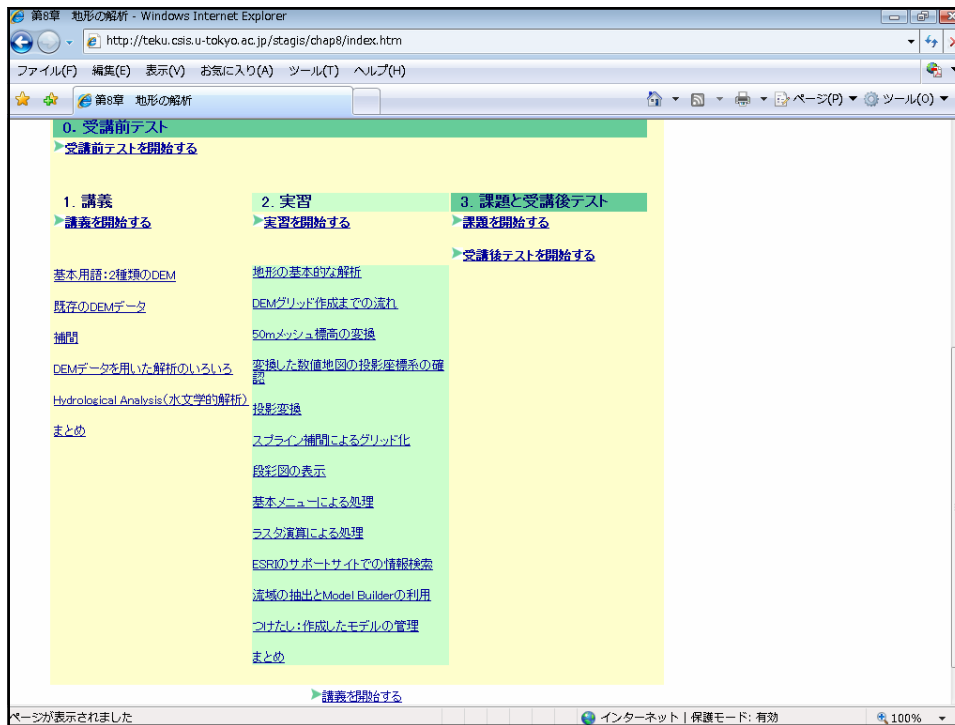 第8章 地形の解析 - Windows Internet Explorer
http://teku.csis.u-tokyo.ac.jp/stagis/chap8/index.htm
ファイル(F) 編集(E) 表示(V) お気に入り(A) ツール(T) ヘルプ(H)
第8章 地形の解析
ページ(P) ツール(O)
0. 受講前テスト
受講前テストを開始する
1. 講義
講義を開始する
基本用語:2種類のDEM
既存のDEMデータ
補間
DEMデータを用いた解析のいろいろ
Hydrological Analysis(水文学的解析)
まとめ
2. 実習
実習を開始する
地形の基本的な解析
DEMグリッド作成までの流れ
50mメッシュ標高の変換
変換した数値地図の投影座標系の確
認
投影変換
スプライン補間によるグリッド化
段彩図の表示
基本メニューによる処理
ラスタ演算による処理
ESRIのサポートサイトでの情報検索
流域の抽出とModel Builderの利用
つけたし:作成したモデルの管理
まとめ
3. 課題と受講後テスト
課題を開始する
受講後テストを開始する
講義を開始する
ページが表示されました
インターネット | 保護モード: 有効
100%